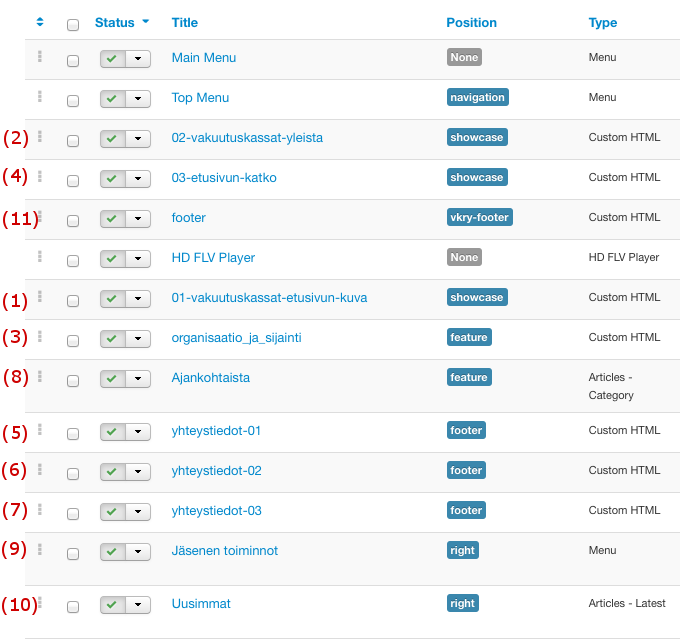 Status Title Position Type
Main Menu None Menu
Top Menu navigation Menu
(2) 02-vakuutuskassat-yleista showcase Custom HTML
(4) 03-etusivun-katko showcase Custom HTML
(11) footer vkry-footer Custom HTML
HD FLV Player None HD FLV Player
(1) 01-vakuutuskassat-etusivun-kuva showcase Custom HTML
(3) organisaatio_ja_sijainti feature Custom HTML
(8) Ajankohtaista feature Articles -
Category
(5) yhteystiedot-01 footer Custom HTML
(6) yhteystiedot-02 footer Custom HTML
(7) yhteystiedot-03 footer Custom HTML
(9) Jäsenen toiminnot right Menu
(10) Uusimmat right Articles - Latest